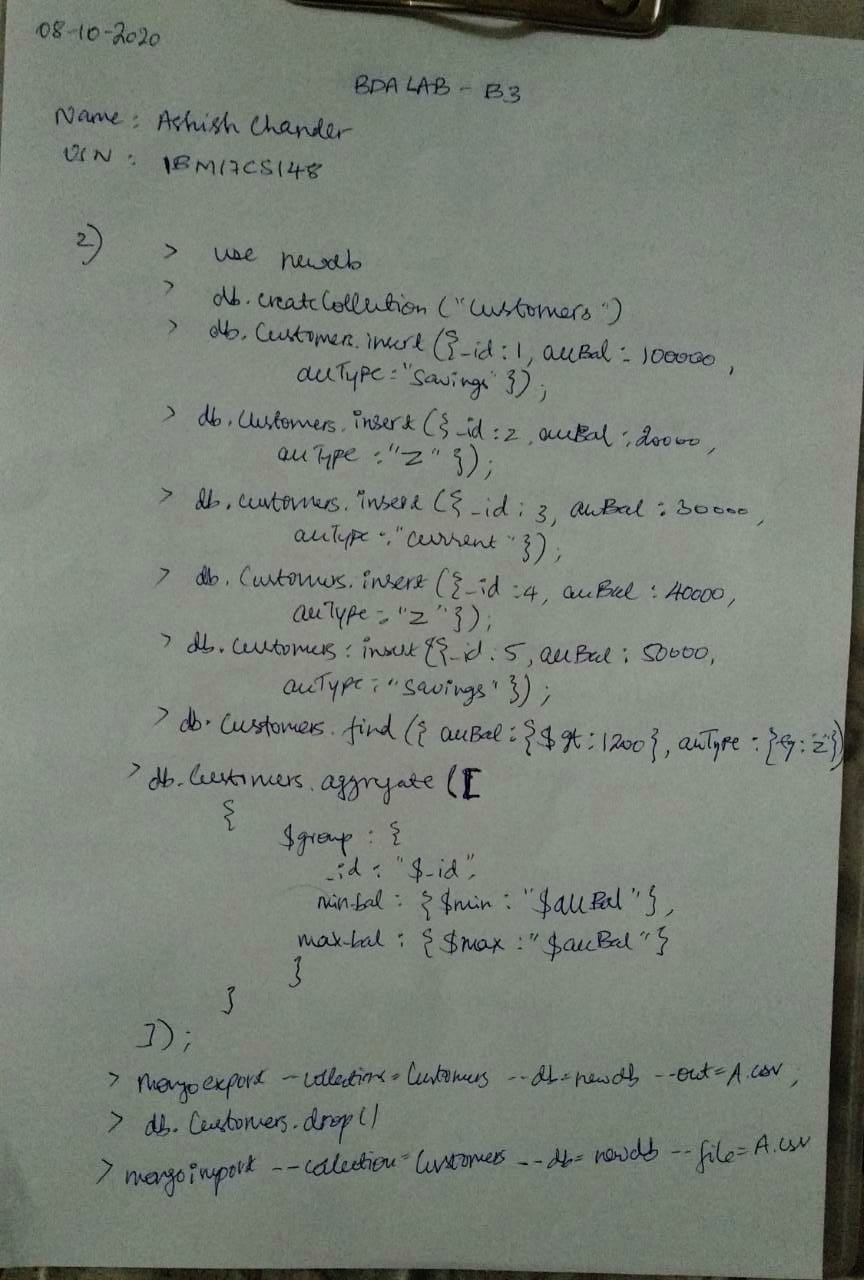 08-10-2020
BDA LAB - B3
Name : Ashish Chander
USN : 1BM17CS148
2) > use newdb
> db.createCollection ("Customers")
> db. Customers. insert ({_id : 1, accBal : 100000,
accType : "Savings" });
> db. Customers. insert ({_id : 2, accBal : 20000,
accType : "Z" });
> db. customers. insert ({_id : 3, accBal : 30000,
accType : "current" });
> db. Customers. insert ({_id : 4, accBal : 40000,
accType : "Z" });
> db. Customers. insert ({_id : 5, accBal : 50000,
accType : "Savings" });
> db. Customers. find ({ accBal : {$gt : 1200}, accType : {eq : 'Z'})
> db. Customers. aggregate ([
{
$group : {
_id : "$_id",
min-bal : {$min : "$accBal"},
max-bal : {$max : "$accBal"}
}
}
]);
> mongoexport --collection=Customers --db=newdb --out=A.csv,
> db. Customers. drop()
> mongoimport --collection=Customers --db=newdb --file=A.csv